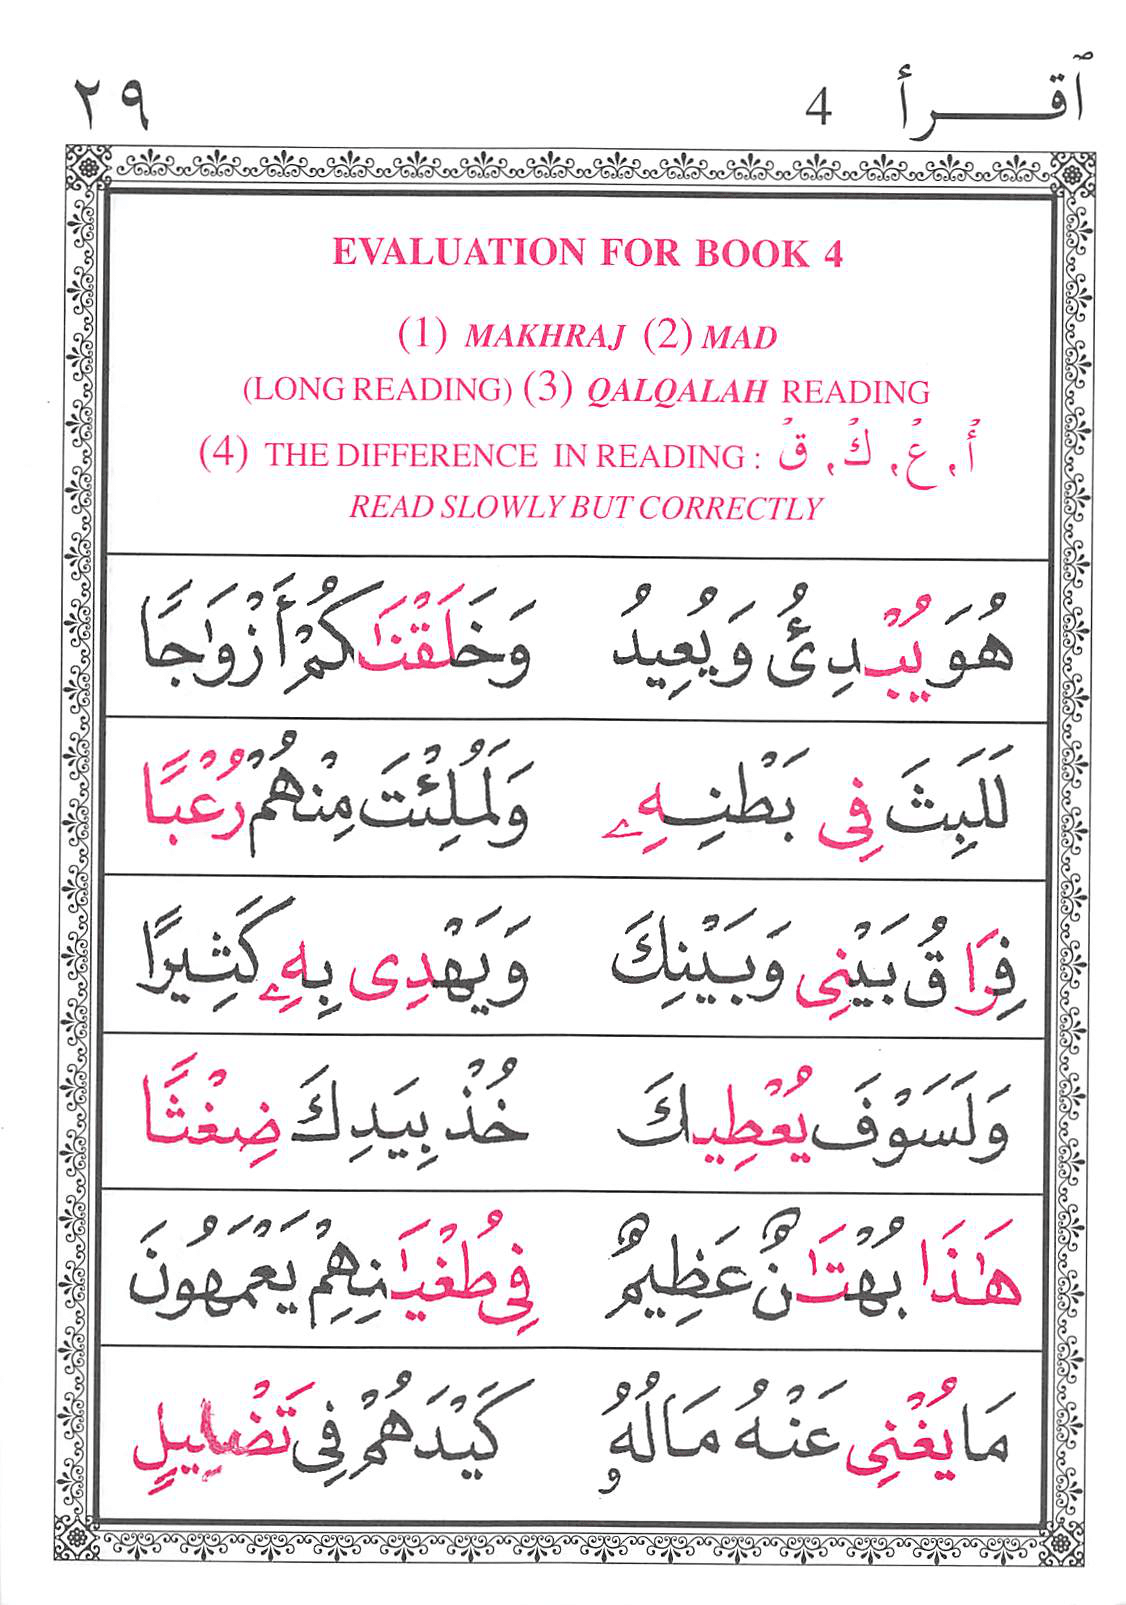 ٱقـــرأ 4 ٢٩
EVALUATION FOR BOOK 4
(1) MAKHRAJ (2) MAD
(LONG READING) (3) QALQALAH READING
(4) THE DIFFERENCE IN READING : أُ ، عُ ، كُ ، قُ
READ SLOWLY BUT CORRECTLY
هُوَ يُبْدِئُ وَيُعِيدُ وَخَلَقْنَٰكُمْ أَزْوَٰجًا
لَلَبِثَ فِى بَطْنِهِۦ وَلَمُلِئْتَ مِنْهُمْ رُعْبًا
فِرَاقُ بَيْنِى وَبَيْنِكَ وَيَهْدِى بِهِۦ كَثِيرًا
وَلَسَوْفَ يُعْطِيكَ خُذْ بِيَدِكَ ضِغْثًا
هَٰذَا بُهْتَٰنٌ عَظِيمٌ فِى طُغْيَٰنِهِمْ يَعْمَهُونَ
مَا يُغْنِى عَنْهُ مَالُهُۥ كَيْدَهُمْ فِى تَضْلِيلٍ